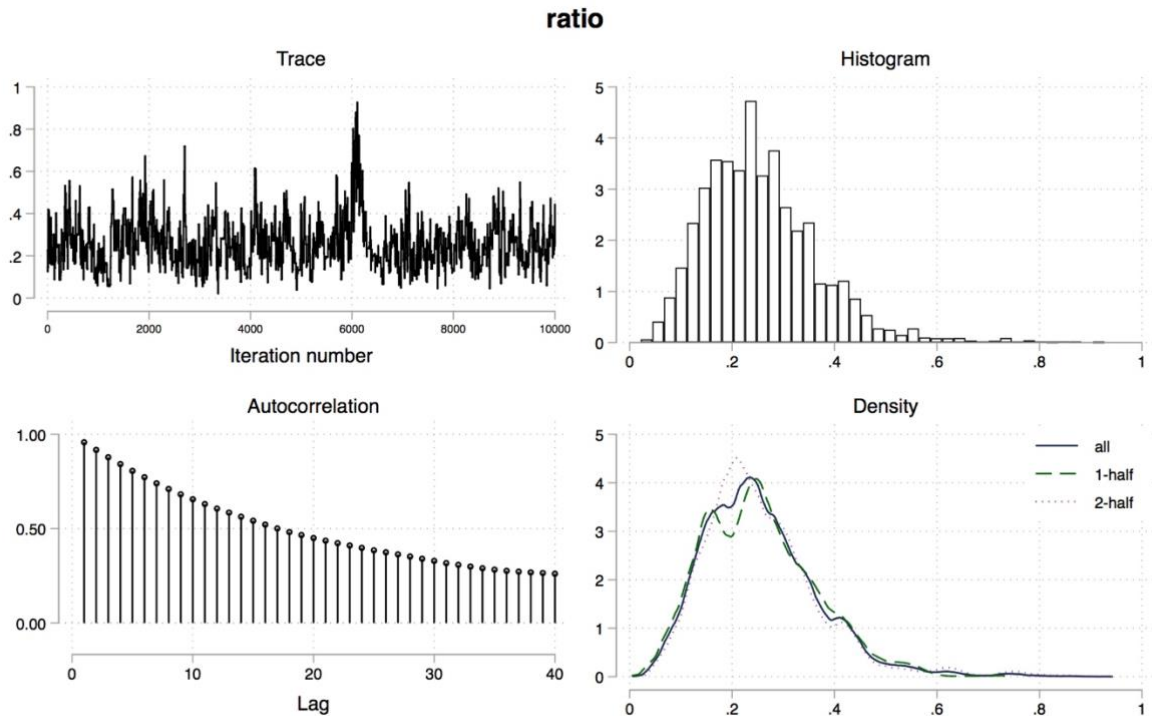 ratio
Trace
1
.8
.6
.4
.2
0
0 2000 4000 6000 8000 10000
Iteration number
Histogram
5
4
3
2
1
0
0 .2 .4 .6 .8 1
Autocorrelation
1.00
0.50
0.00
0 10 20 30 40
Lag
Density
5
4
3
2
1
0
0 .2 .4 .6 .8 1
all
1-half
2-half